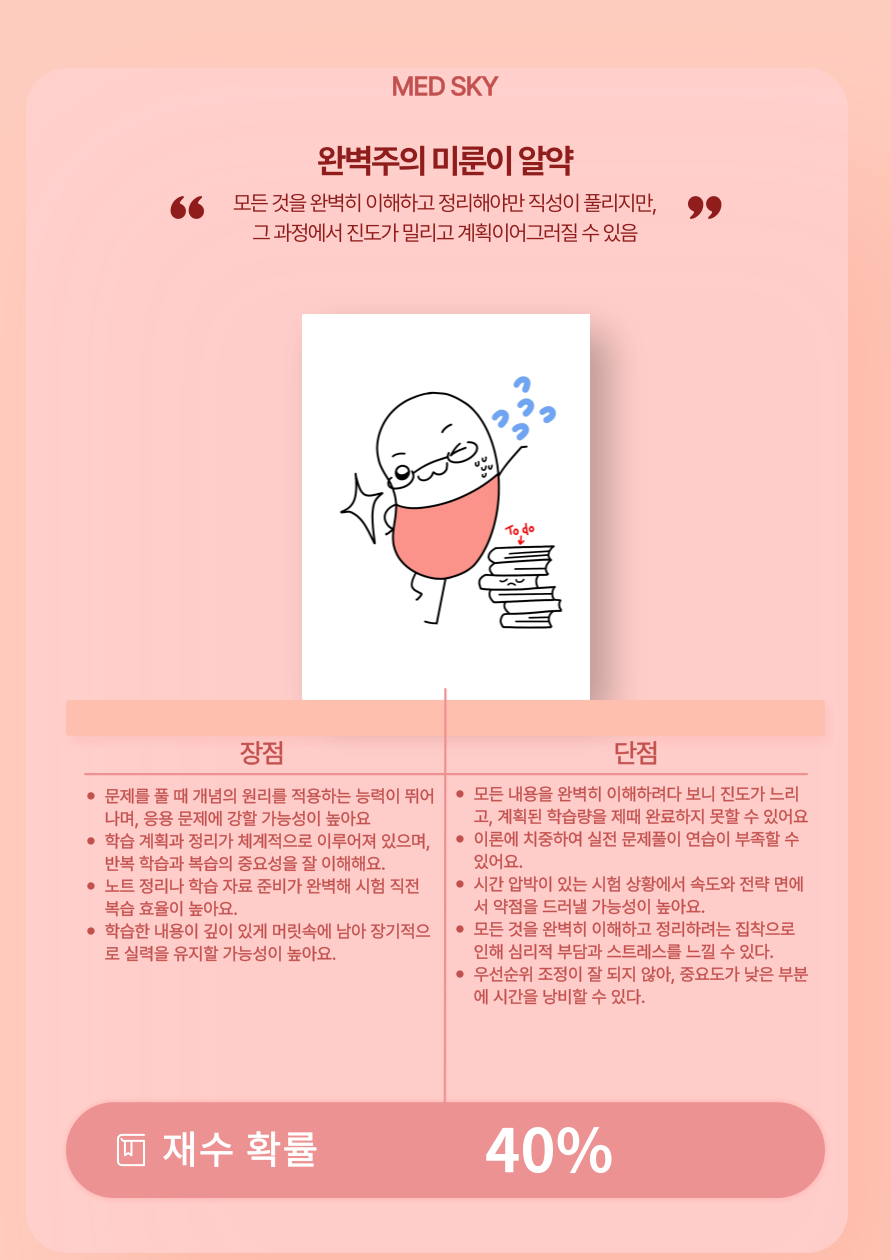 MED SKY
완벽주의 미룬이 알약
“ 모든 것을 완벽히 이해하고 정리해야만 직성이 풀리지만, ”
그 과정에서 진도가 밀리고 계획이어그러질 수 있음
To do
장점
• 문제를 풀 때 개념의 원리를 적용하는 능력이 뛰어
나며, 응용 문제에 강할 가능성이 높아요
• 학습 계획과 정리가 체계적으로 이루어져 있으며,
반복 학습과 복습의 중요성을 잘 이해해요.
• 노트 정리나 학습 자료 준비가 완벽해 시험 직전
복습 효율이 높아요.
• 학습한 내용이 깊이 있게 머릿속에 남아 장기적으
로 실력을 유지할 가능성이 높아요.
단점
• 모든 내용을 완벽히 이해하려다 보니 진도가 느리
고, 계획된 학습량을 제때 완료하지 못할 수 있어요
• 이론에 치중하여 실전 문제풀이 연습이 부족할 수
있어요.
• 시간 압박이 있는 시험 상황에서 속도와 전략 면에
서 약점을 드러낼 가능성이 높아요.
• 모든 것을 완벽히 이해하고 정리하려는 집착으로
인해 심리적 부담과 스트레스를 느낄 수 있다.
• 우선순위 조정이 잘 되지 않아, 중요도가 낮은 부분
에 시간을 낭비할 수 있다.
재수 확률 40%